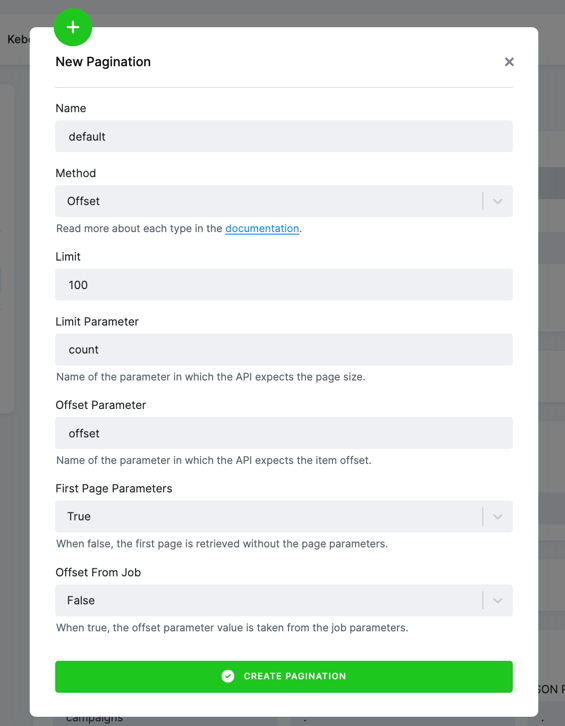 New Pagination
Name
default
Method
Offset
Read more about each type in the documentation.
Limit
100
Limit Parameter
count
Name of the parameter in which the API expects the page size.
Offset Parameter
offset
Name of the parameter in which the API expects the item offset.
First Page Parameters
True
When false, the first page is retrieved without the page parameters.
Offset From Job
False
When true, the offset parameter value is taken from the job parameters.
CREATE PAGINATION
campaigns